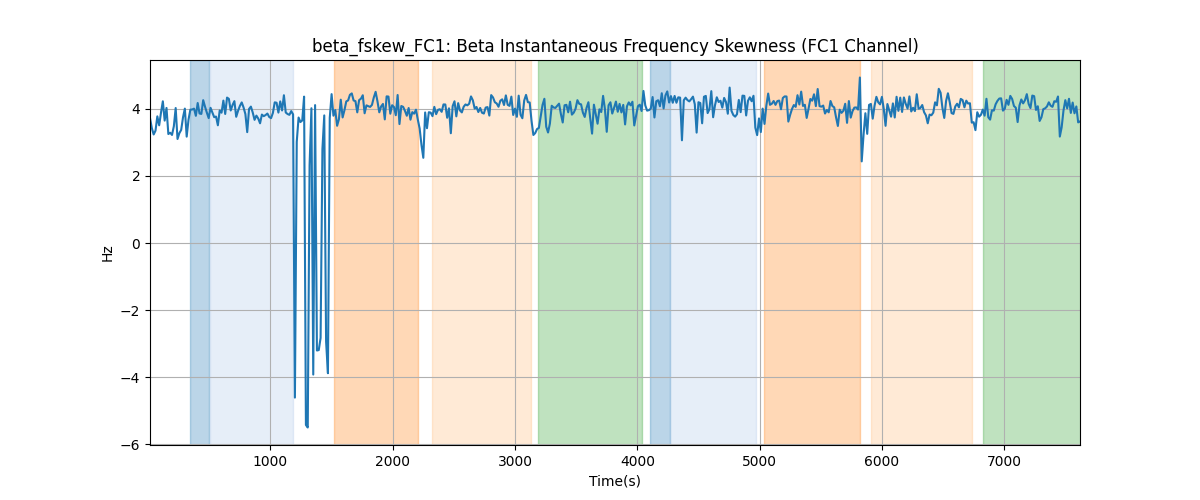 beta_fskew_FC1: Beta Instantaneous Frequency Skewness (FC1 Channel)
Hz
4
2
0
−2
−4
−6
1000 2000 3000 4000 5000 6000 7000
Time(s)